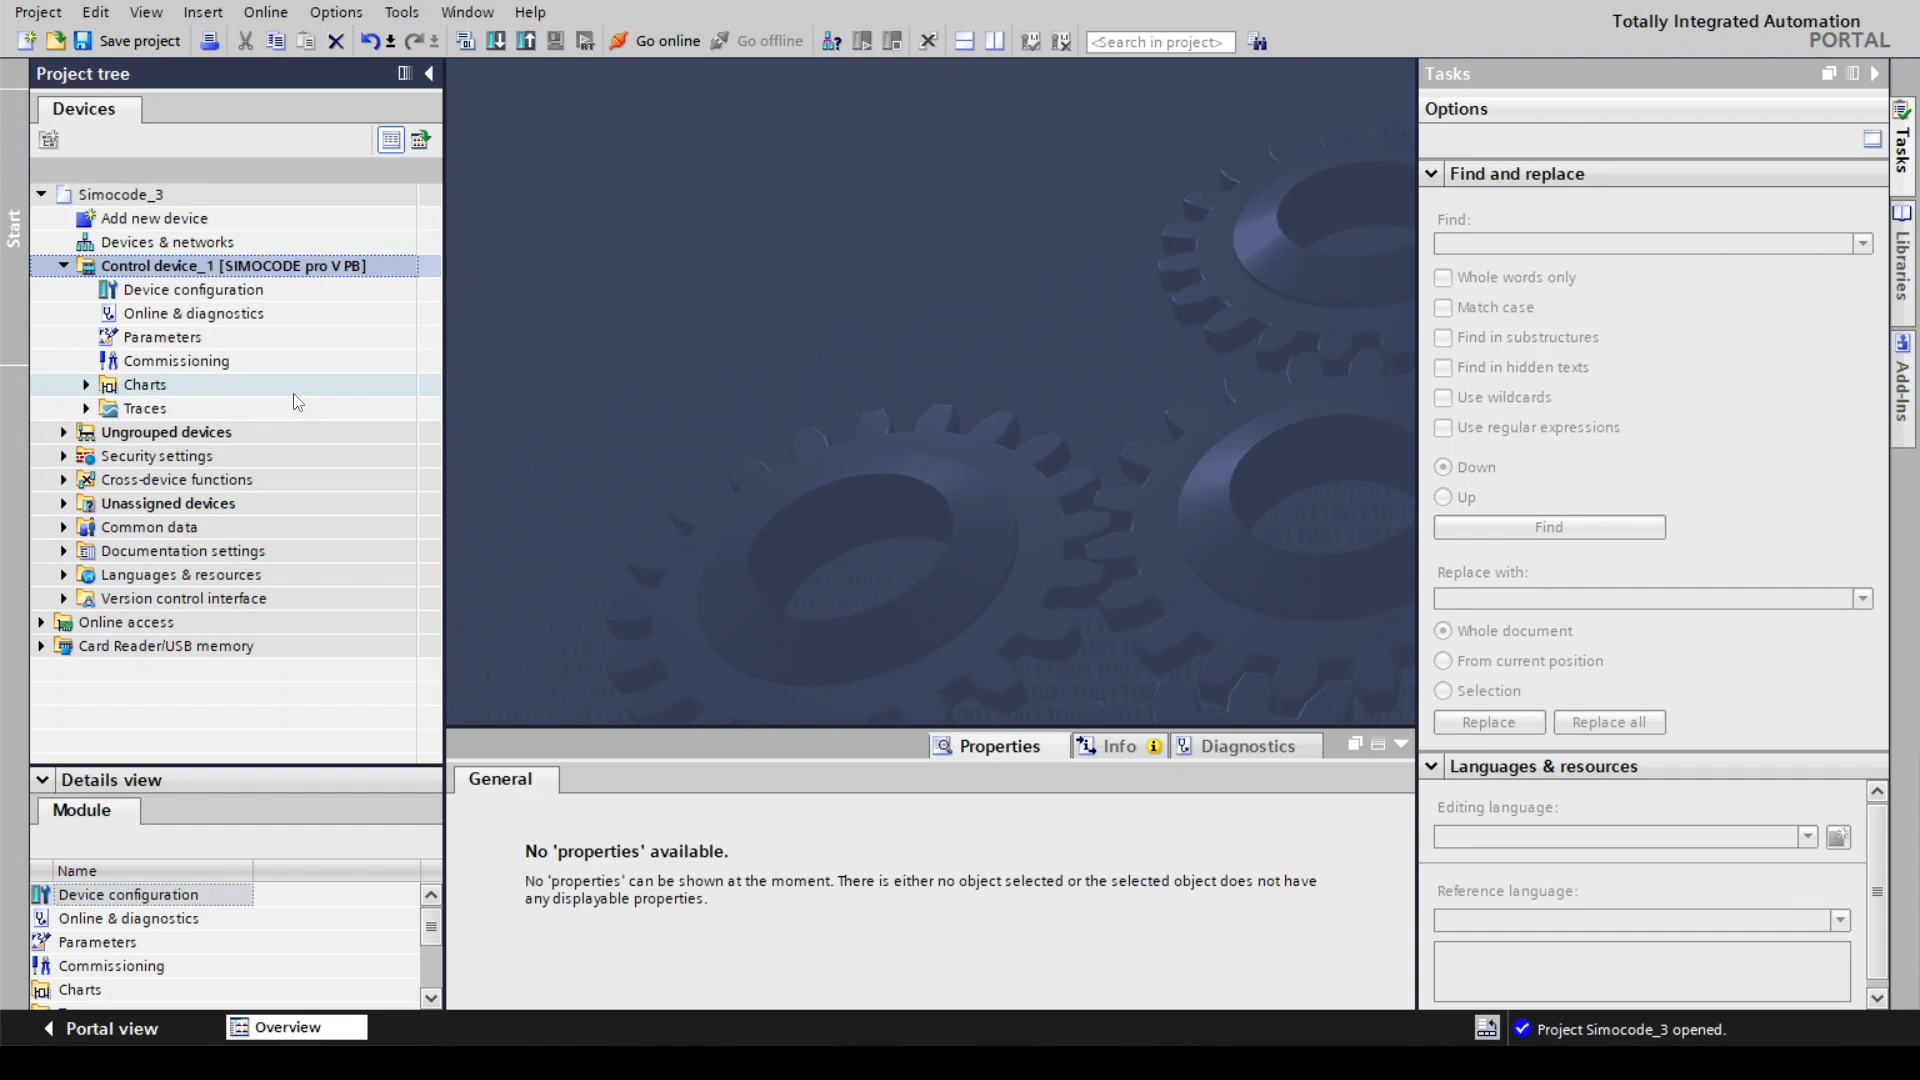 Project Edit View Insert Online Options Tools Window Help
Totally Integrated Automation
PORTAL
Save project Go online Go offline <Search in project>
Project tree
Devices
Start
Simocode_3
Add new device
Devices & networks
Control device_1 [SIMOCODE pro V PB]
Device configuration
Online & diagnostics
Parameters
Commissioning
Charts
Traces
Ungrouped devices
Security settings
Cross-device functions
Unassigned devices
Common data
Documentation settings
Languages & resources
Version control interface
Online access
Card Reader/USB memory
Details view
Module
Name
Device configuration
Online & diagnostics
Parameters
Commissioning
Charts
Properties Info Diagnostics
General
No 'properties' available.
No 'properties' can be shown at the moment. There is either no object selected or the selected object does not have
any displayable properties.
Tasks
Options
Find and replace
Find:
Whole words only
Match case
Find in substructures
Find in hidden texts
Use wildcards
Use regular expressions
Down
Up
Find
Replace with:
Whole document
From current position
Selection
Replace Replace all
Languages & resources
Editing language:
Reference language:
Tasks
Libraries
Add-Ins
Portal view Overview Project Simocode_3 opened.